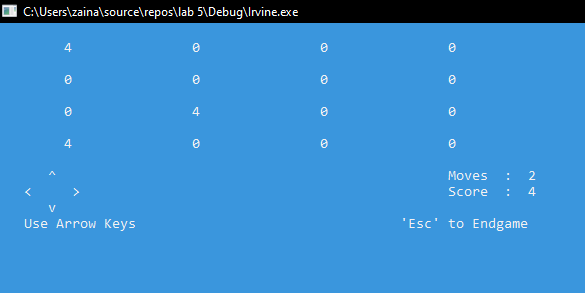 C:\Users\zaina\source\repos\lab 5\Debug\Irvine.exe
4 0 0 0
0 0 0 0
0 4 0 0
4 0 0 0
^ Moves : 2
< > Score : 4
v
Use Arrow Keys 'Esc' to Endgame